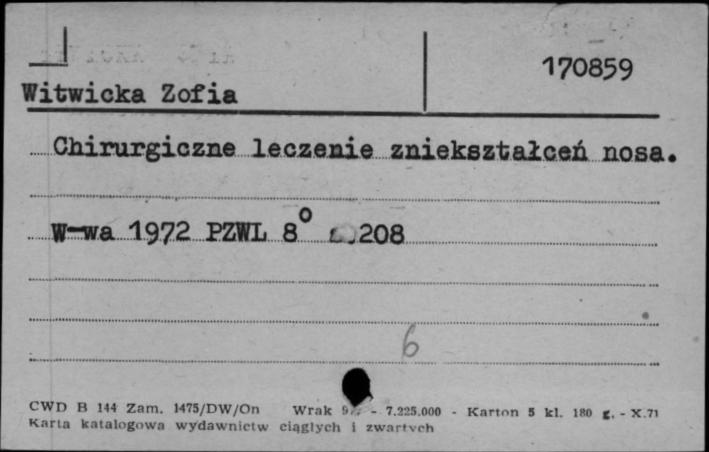 170859
Witwicka Zofia
Chirurgiczne leczenie zniekształceń nosa.
W-wa 1972 PZWL 8° s.208
6
CWD B 144 Zam. 1475/DW/On Wrak - 7.225.000 - Karton 5 kl. 180 g. - X.71
Karta katalogowa wydawnictw ciągłych i zwartych